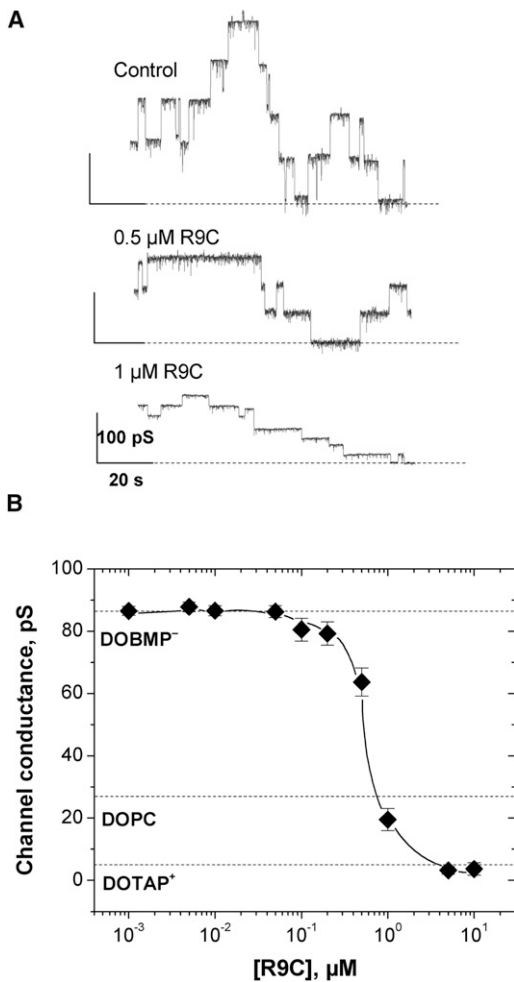 A
Control
0.5 µM R9C
1 µM R9C
100 pS
20 s
B
Channel conductance, pS
100
80
60
40
20
0
DOBMP⁻
DOPC
DOTAP⁺
10⁻³ 10⁻² 10⁻¹ 10⁰ 10¹
[R9C], µM